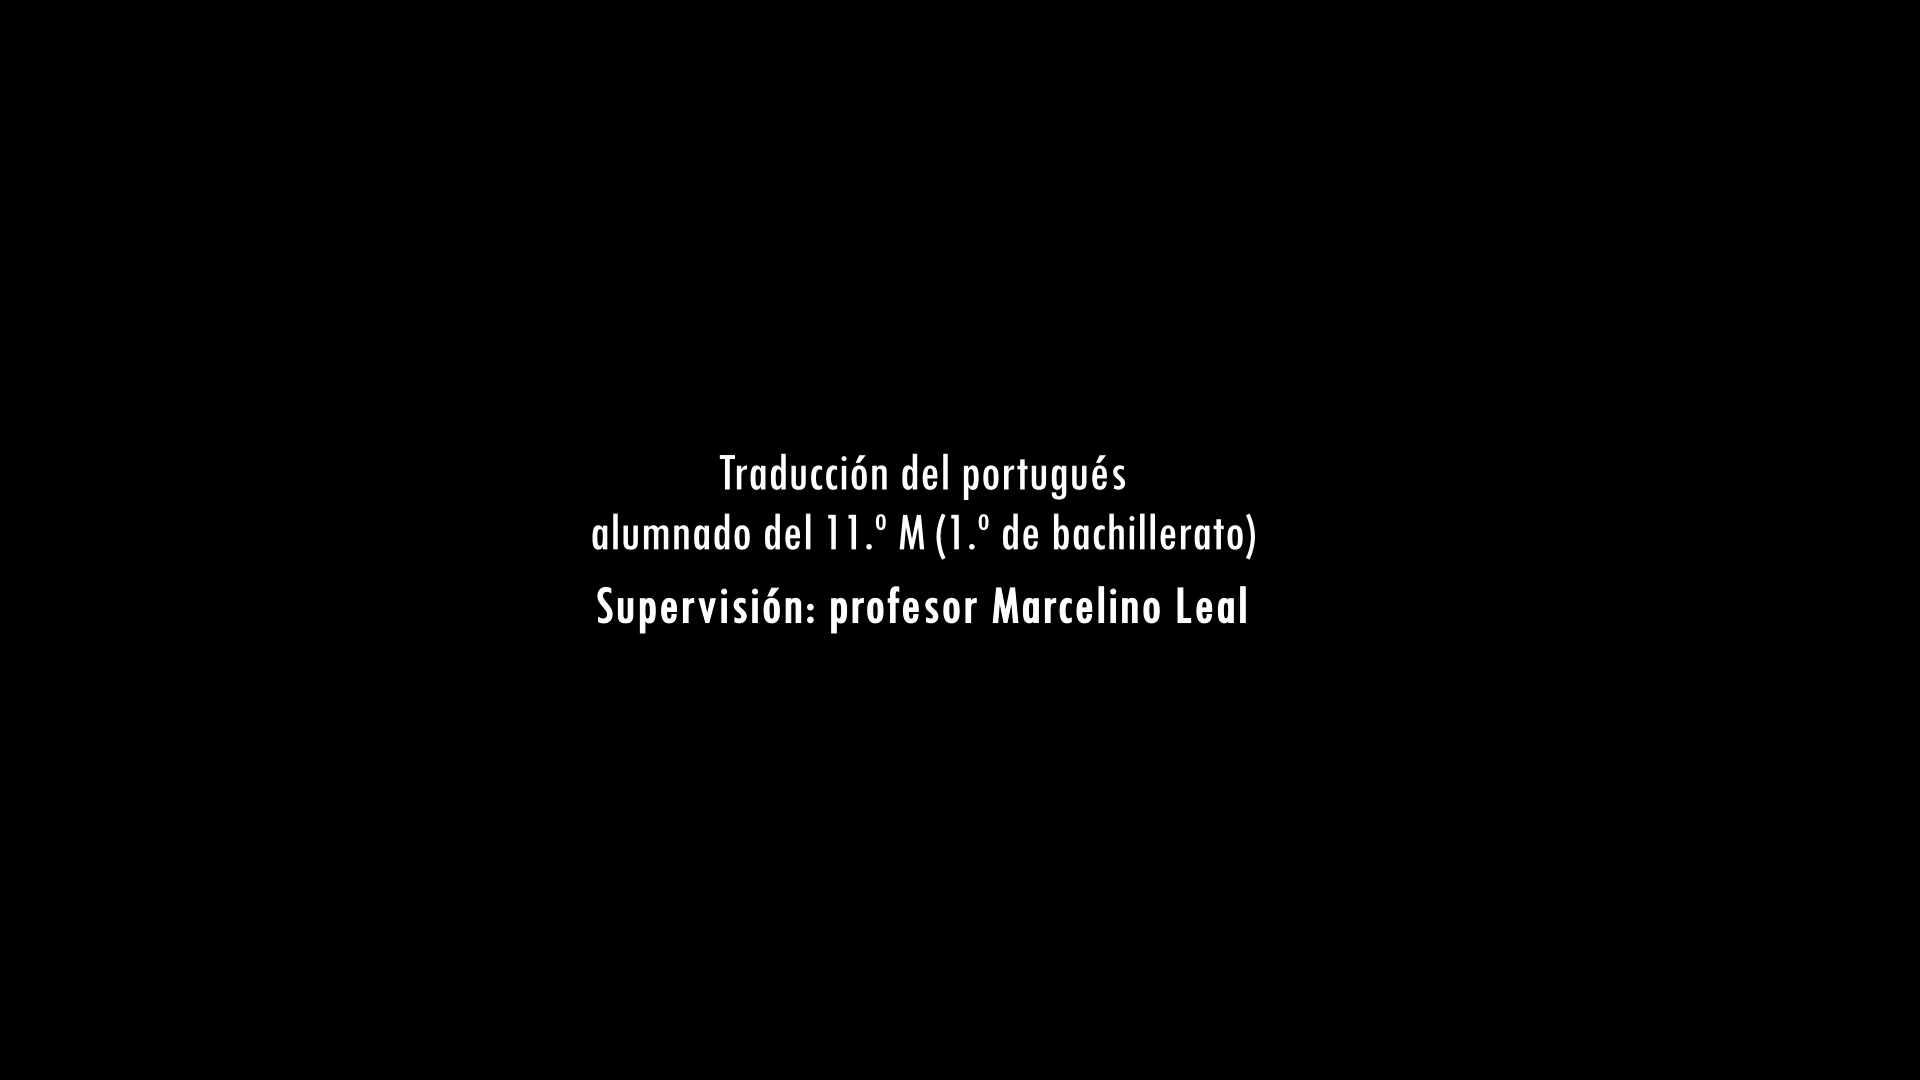 Traducción del portugués
alumnado del 11.º M (1.º de bachillerato)
Supervisión: profesor Marcelino Leal